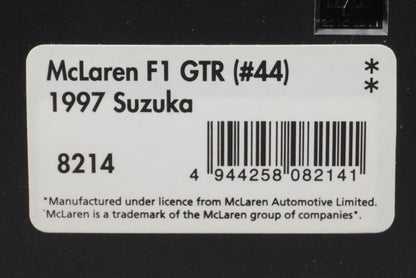 McLaren F1 GTR (#44) *
*
1997 Suzuka
8214
4 944258 082141
*Manufactured under licence from McLaren Automotive Limited.
*McLaren is a trademark of the McLaren group of companies*.